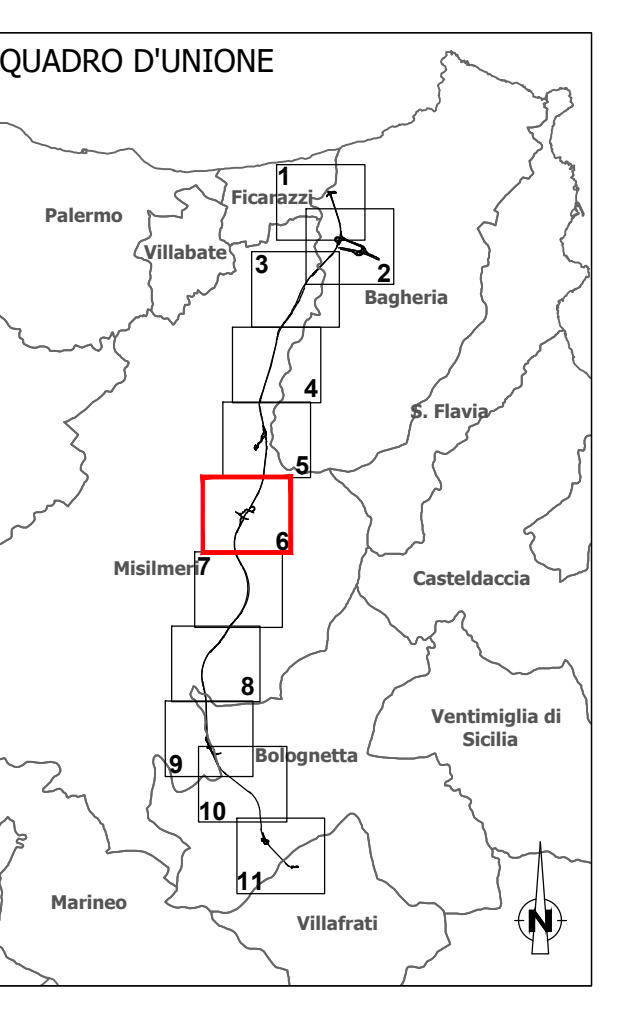 QUADRO D'UNIONE
1
Ficarazzi
Palermo
Villabate
2
3
Bagheria
4
S. Flavia
5
6
Misilmeri
7
Casteldaccia
8
Ventimiglia di
Sicilia
9
Bolognetta
10
11
Marineo
Villafrati
N